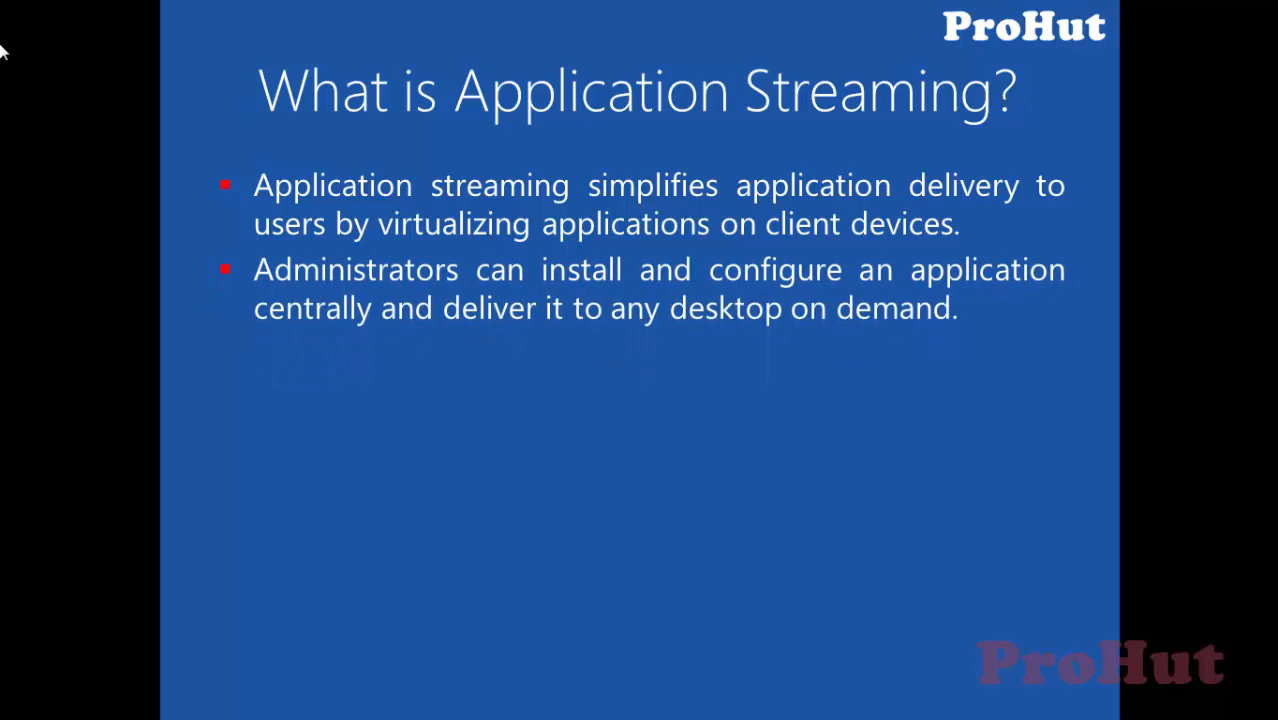 ProHut
What is Application Streaming?
Application streaming simplifies application delivery to
users by virtualizing applications on client devices.
Administrators can install and configure an application
centrally and deliver it to any desktop on demand.
ProHut